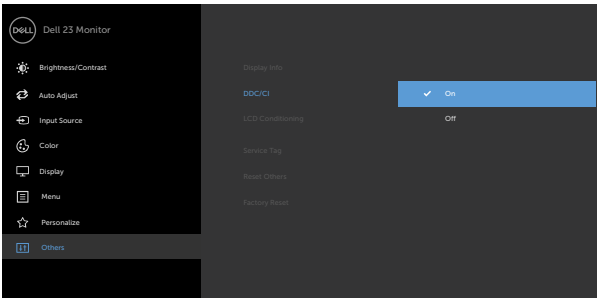 DELL Dell 23 Monitor
Brightness/Contrast
Auto Adjust
Input Source
Color
Display
Menu
Personalize
Others
Display Info
DDC/CI
LCD Conditioning
Service Tag
Reset Others
Factory Reset
On
Off